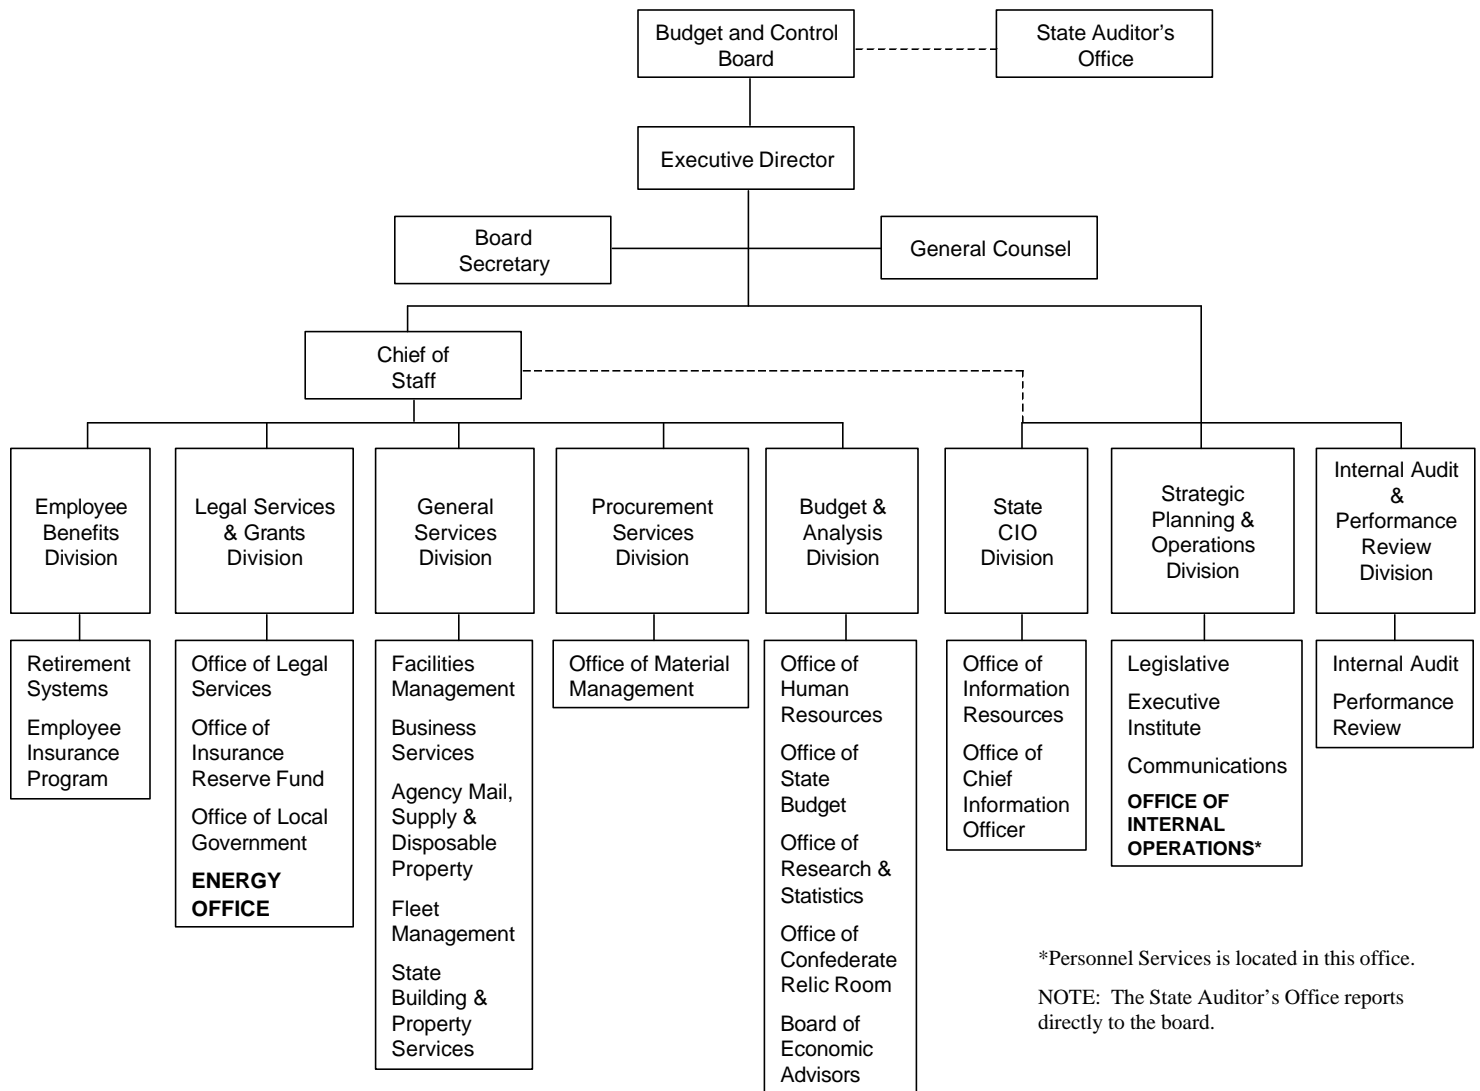 Budget and Control
Board
State Auditor's
Office
Executive Director
Board
Secretary
General Counsel
Chief of
Staff
Employee
Benefits
Division
Legal Services
& Grants
Division
General
Services
Division
Procurement
Services
Division
Budget &
Analysis
Division
State
CIO
Division
Strategic
Planning &
Operations
Division
Internal Audit
&
Performance
Review
Division
Retirement
Systems
Employee
Insurance
Program
Office of Legal
Services
Office of
Insurance
Reserve Fund
Office of Local
Government
ENERGY
OFFICE
Facilities
Management
Business
Services
Agency Mail,
Supply &
Disposable
Property
Fleet
Management
State
Building &
Property
Services
Office of Material
Management
Office of
Human
Resources
Office of
State
Budget
Office of
Research &
Statistics
Office of
Confederate
Relic Room
Board of
Economic
Advisors
Office of
Information
Resources
Office of
Chief
Information
Officer
Legislative
Executive
Institute
Communications
OFFICE OF
INTERNAL
OPERATIONS*
Internal Audit
Performance
Review
*Personnel Services is located in this office.
NOTE: The State Auditor's Office reports
directly to the board.